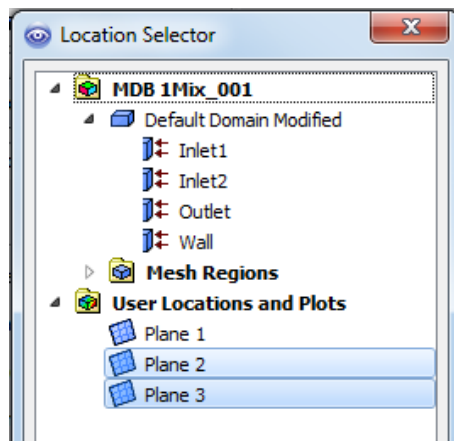 Location Selector
MDB 1Mix_001
Default Domain Modified
Inlet1
Inlet2
Outlet
Wall
Mesh Regions
User Locations and Plots
Plane 1
Plane 2
Plane 3